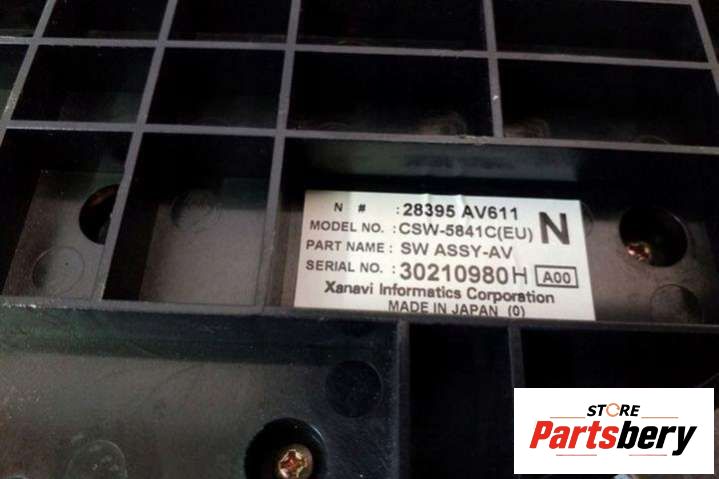 N # : 28395 AV611
MODEL NO. : CSW-5841C(EU) N
PART NAME : SW ASSY-AV
SERIAL NO. : 30210980H A00
Xanavi Informatics Corporation
MADE IN JAPAN (0)
STORE
Partsbery